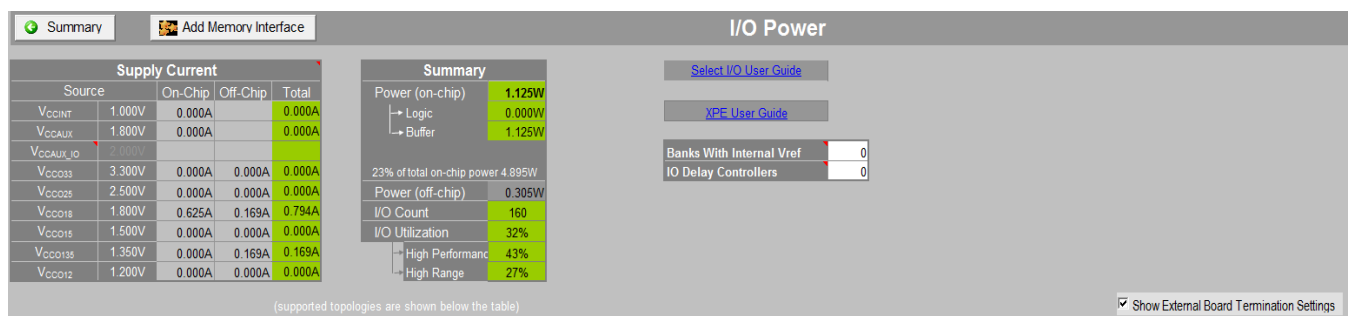 Summary Add Memory Interface I/O Power
Supply Current Summary Select I/O User Guide
Source On-Chip Off-Chip Total Power (on-chip) 1.125W
VCCINT 1.000V 0.000A 0.000A Logic 0.000W XPE User Guide
VCCAUX 1.800V 0.000A 0.000A Buffer 1.125W
VCCAUX_IO 2.000V Banks With Internal Vref 0
VCCO33 3.300V 0.000A 0.000A 0.000A 23% of total on-chip power 4.895W IO Delay Controllers 0
VCCO25 2.500V 0.000A 0.000A 0.000A Power (off-chip) 0.305W
VCCO18 1.800V 0.625A 0.169A 0.794A I/O Count 160
VCCO15 1.500V 0.000A 0.000A 0.000A I/O Utilization 32%
VCCO135 1.350V 0.000A 0.169A 0.169A High Performanc 43%
VCCO12 1.200V 0.000A 0.000A 0.000A High Range 27%
(supported topologies are shown below the table) Show External Board Termination Settings